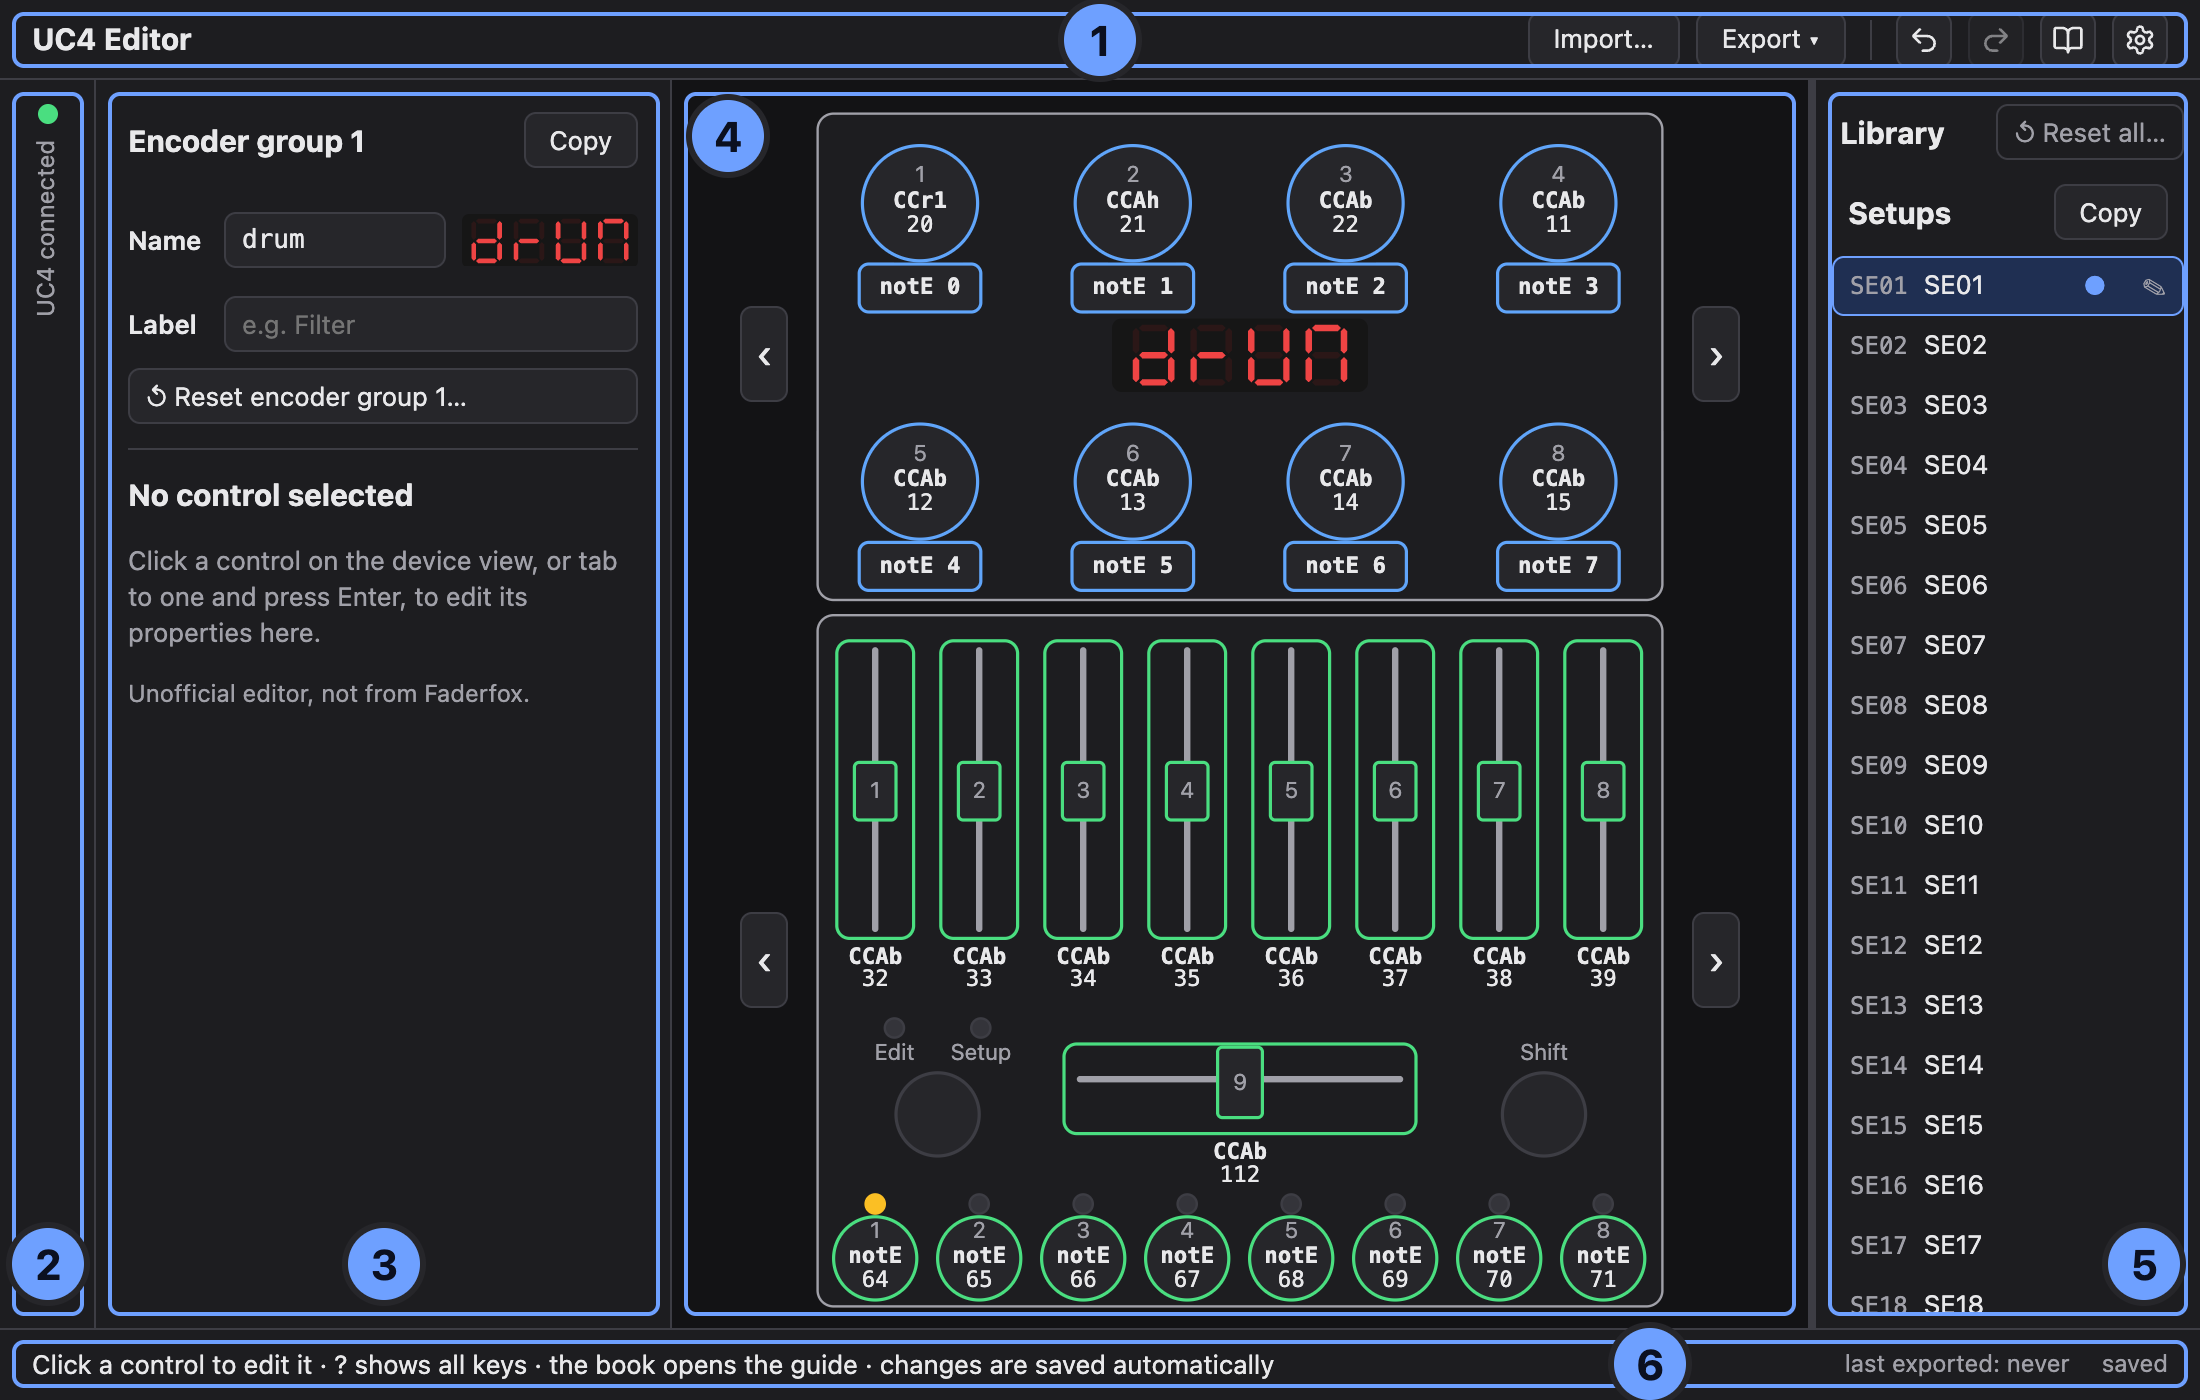 UC4 Editor
1
Import...
Export ▾
UC4 connected
2
Encoder group 1
Copy
Name
drum
drUM
Label
e.g. Filter
Reset encoder group 1...
No control selected
Click a control on the device view, or tab
to one and press Enter, to edit its
properties here.
Unofficial editor, not from Faderfox.
3
4
1 CCr1 20
2 CCAh 21
3 CCAb 22
4 CCAb 11
notE 0
notE 1
notE 2
notE 3
‹
drUM
›
5 CCAb 12
6 CCAb 13
7 CCAb 14
8 CCAb 15
notE 4
notE 5
notE 6
notE 7
1 2 3 4 5 6 7 8
CCAb 32
CCAb 33
CCAb 34
CCAb 35
CCAb 36
CCAb 37
CCAb 38
CCAb 39
‹
›
Edit
Setup
9
CCAb 112
Shift
1 notE 64
2 notE 65
3 notE 66
4 notE 67
5 notE 68
6 notE 69
7 notE 70
8 notE 71
Library
Reset all...
Setups
Copy
SE01 SE01
SE02 SE02
SE03 SE03
SE04 SE04
SE05 SE05
SE06 SE06
SE07 SE07
SE08 SE08
SE09 SE09
SE10 SE10
SE11 SE11
SE12 SE12
SE13 SE13
SE14 SE14
SE15 SE15
SE16 SE16
SE17 SE17
SE18 SE18
5
Click a control to edit it · ? shows all keys · the book opens the guide · changes are saved automatically
6
last exported: never
saved